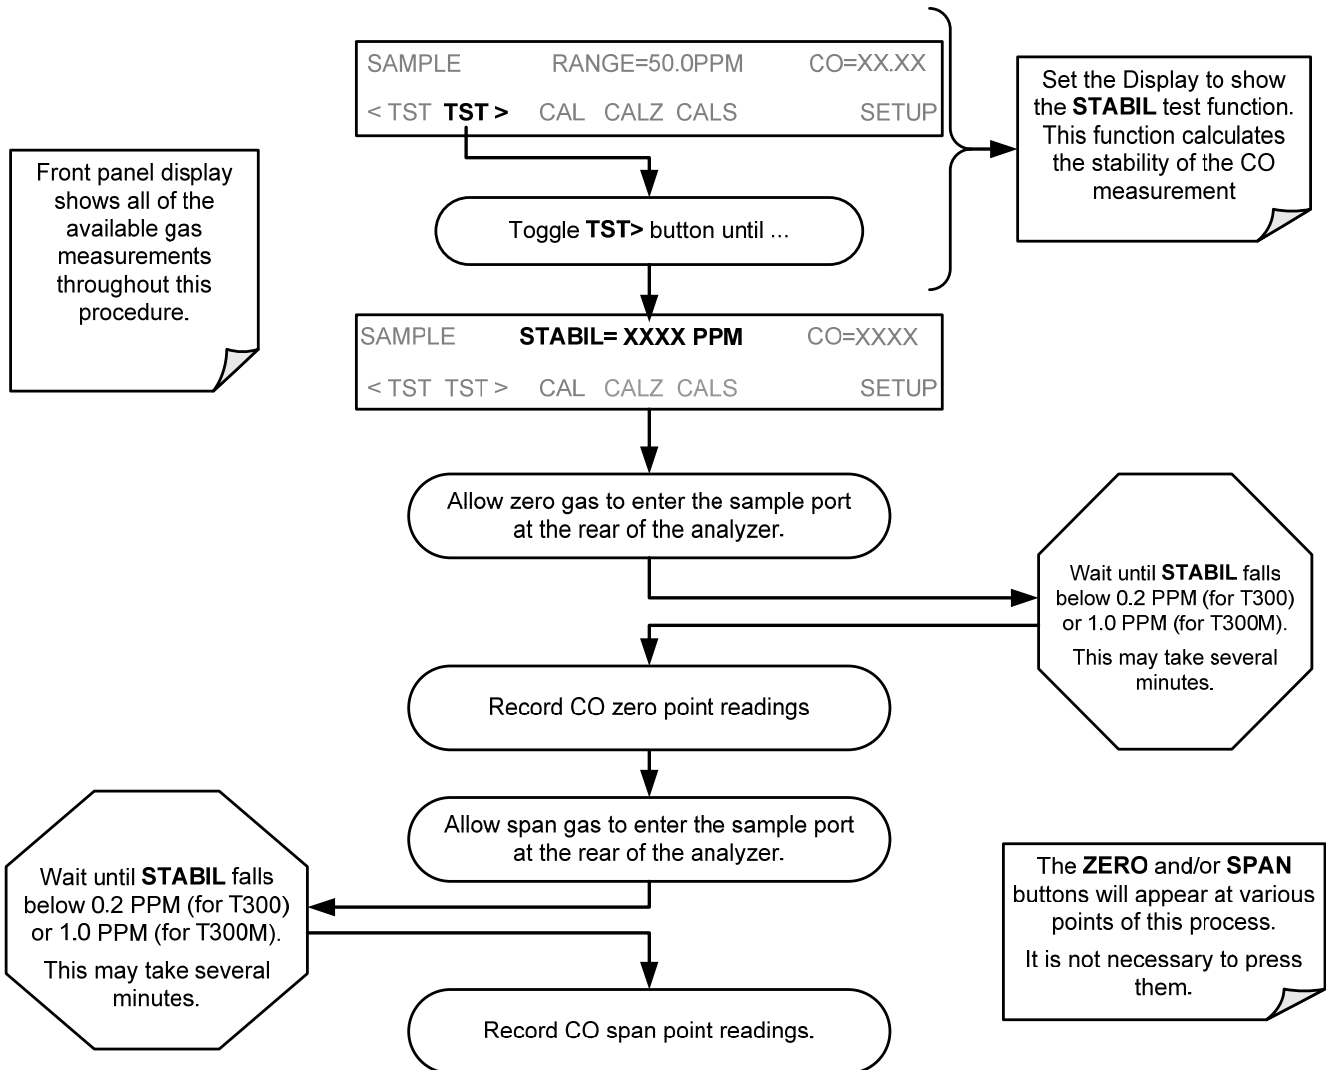 SAMPLE RANGE=50.0PPM CO=XX.XX
< TST TST > CAL CALZ CALS SETUP
Set the Display to show
the STABIL test function.
This function calculates
the stability of the CO
measurement
Front panel display
shows all of the
available gas
measurements
throughout this
procedure.
Toggle TST> button until ...
SAMPLE STABIL= XXXX PPM CO=XXXX
< TST TST > CAL CALZ CALS SETUP
Allow zero gas to enter the sample port
at the rear of the analyzer.
Wait until STABIL falls
below 0.2 PPM (for T300)
or 1.0 PPM (for T300M).
This may take several
minutes.
Record CO zero point readings
Allow span gas to enter the sample port
at the rear of the analyzer.
Wait until STABIL falls
below 0.2 PPM (for T300)
or 1.0 PPM (for T300M).
This may take several
minutes.
The ZERO and/or SPAN
buttons will appear at various
points of this process.
It is not necessary to press
them.
Record CO span point readings.